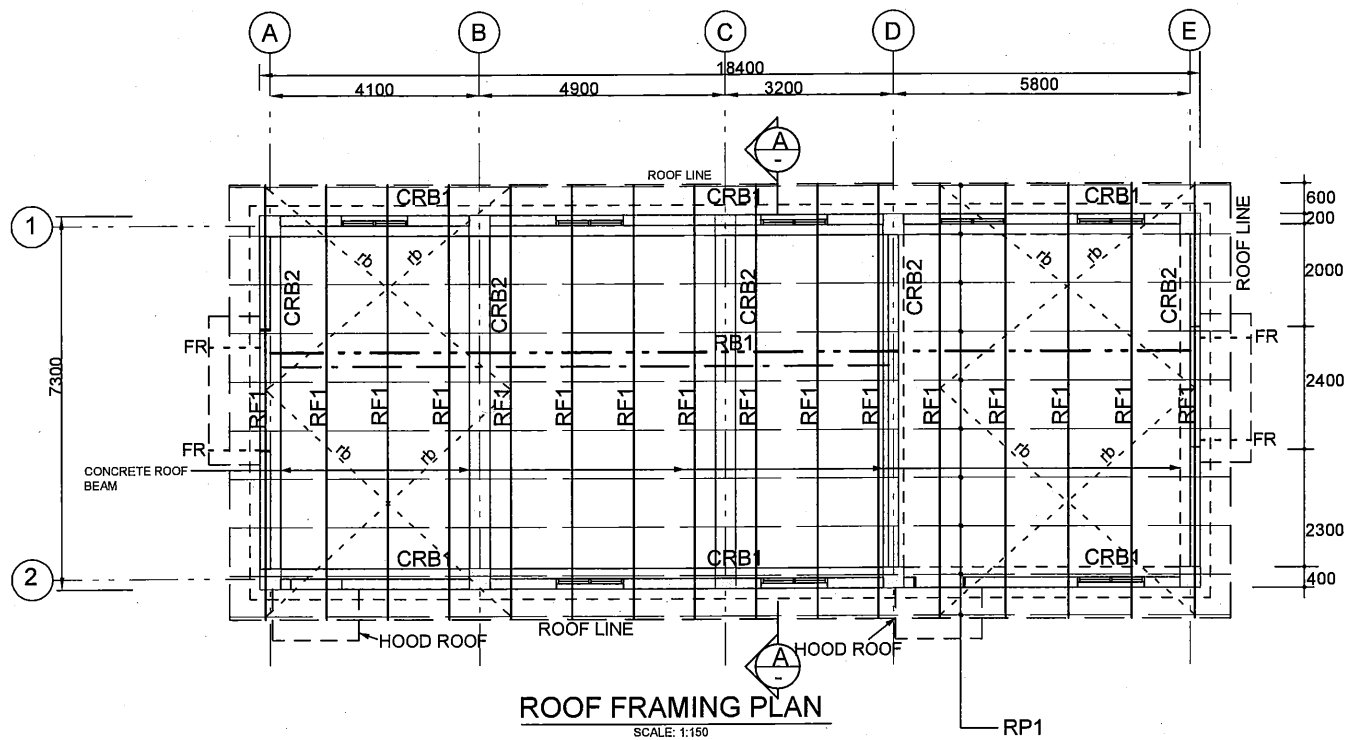 A B C D E
18400
4100 4900 3200 5800
A
-
ROOF LINE
CRB1 CRB1 CRB1
600
1
200
ROOF LINE
rb rb rb rb
2000
CRB2 CRB2 CRB2 CRB2 CRB2
RB1
FR FR
7300
2400
RF1 RF1 RF1 RF1 RF1 RF1 RF1 RF1 RF1 RF1 RF1 RF1 RF1 RF1
FR FR
rb rb rb rb
CONCRETE ROOF
BEAM
2300
CRB1 CRB1 CRB1
2
400
ROOF LINE
HOOD ROOF HOOD ROOF
A
-
ROOF FRAMING PLAN
SCALE: 1:150
RP1